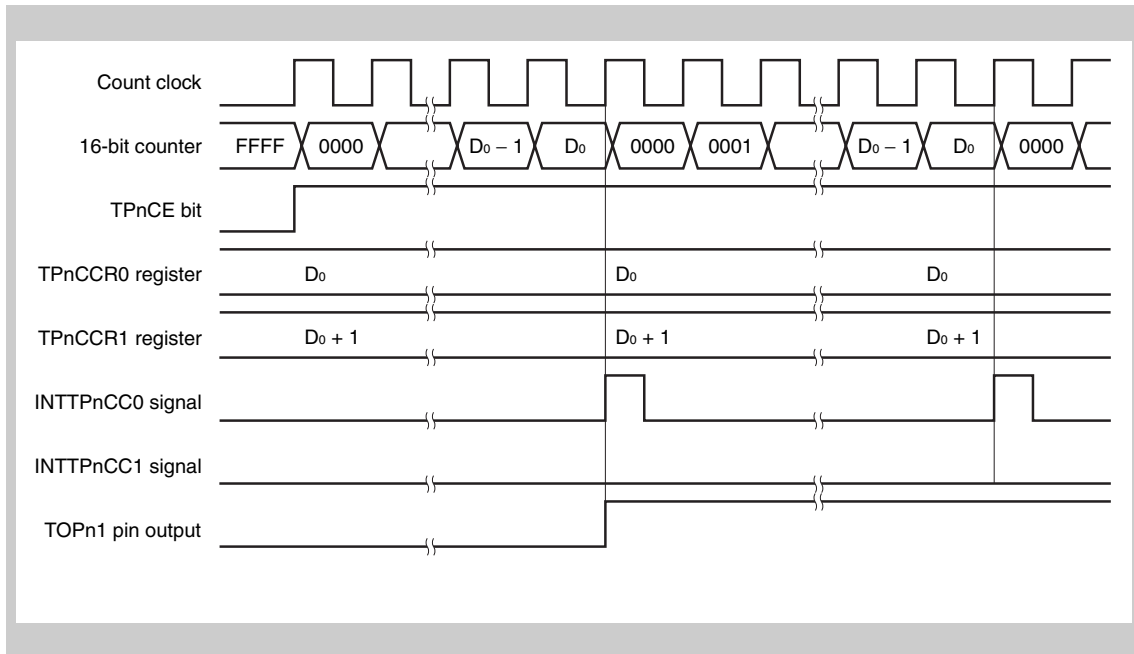 Count clock
16-bit counter FFFF 0000 D₀ − 1 D₀ 0000 0001 D₀ − 1 D₀ 0000
TPnCE bit
TPnCCR0 register D₀ D₀ D₀
TPnCCR1 register D₀ + 1 D₀ + 1 D₀ + 1
INTTPnCC0 signal
INTTPnCC1 signal
TOPn1 pin output